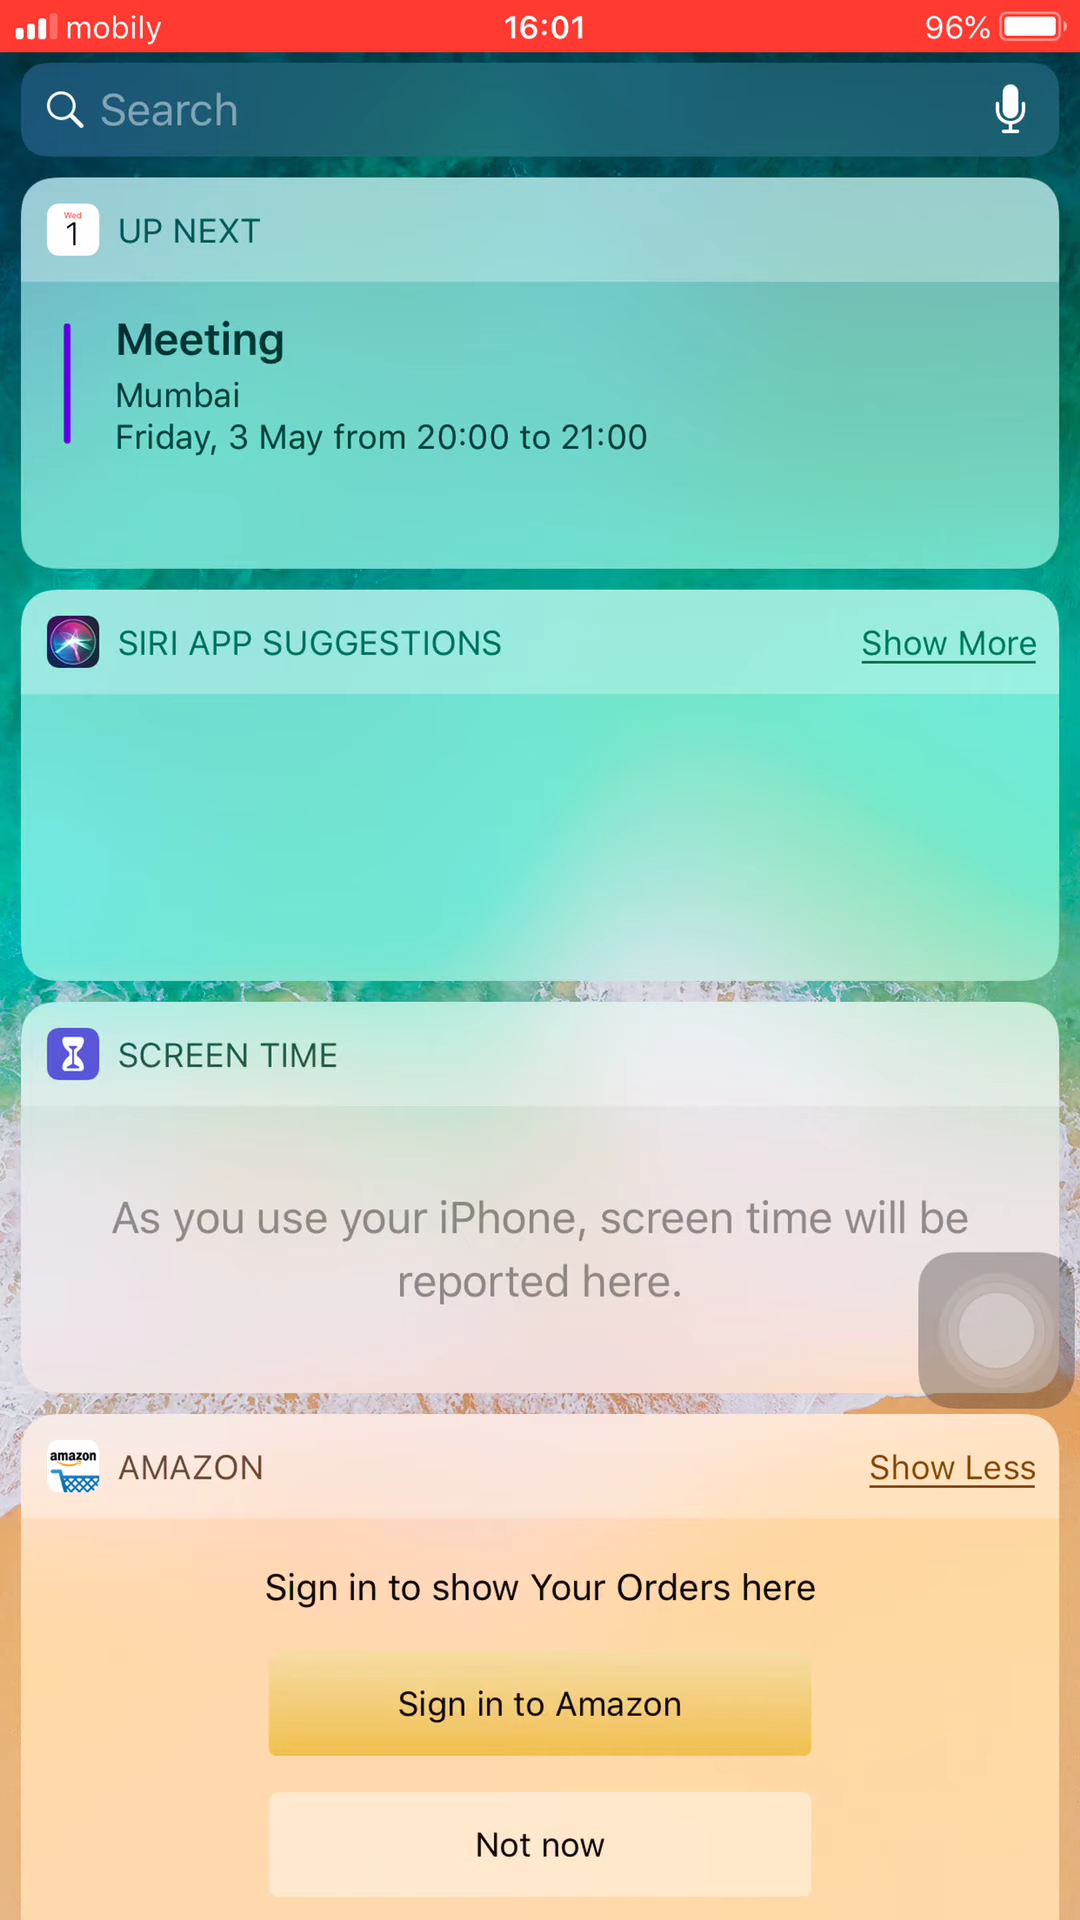 mobily 16:01 96%
Search
Wed
1
UP NEXT
Meeting
Mumbai
Friday, 3 May from 20:00 to 21:00
SIRI APP SUGGESTIONS Show More
SCREEN TIME
As you use your iPhone, screen time will be
reported here.
amazon
AMAZON Show Less
Sign in to show Your Orders here
Sign in to Amazon
Not now